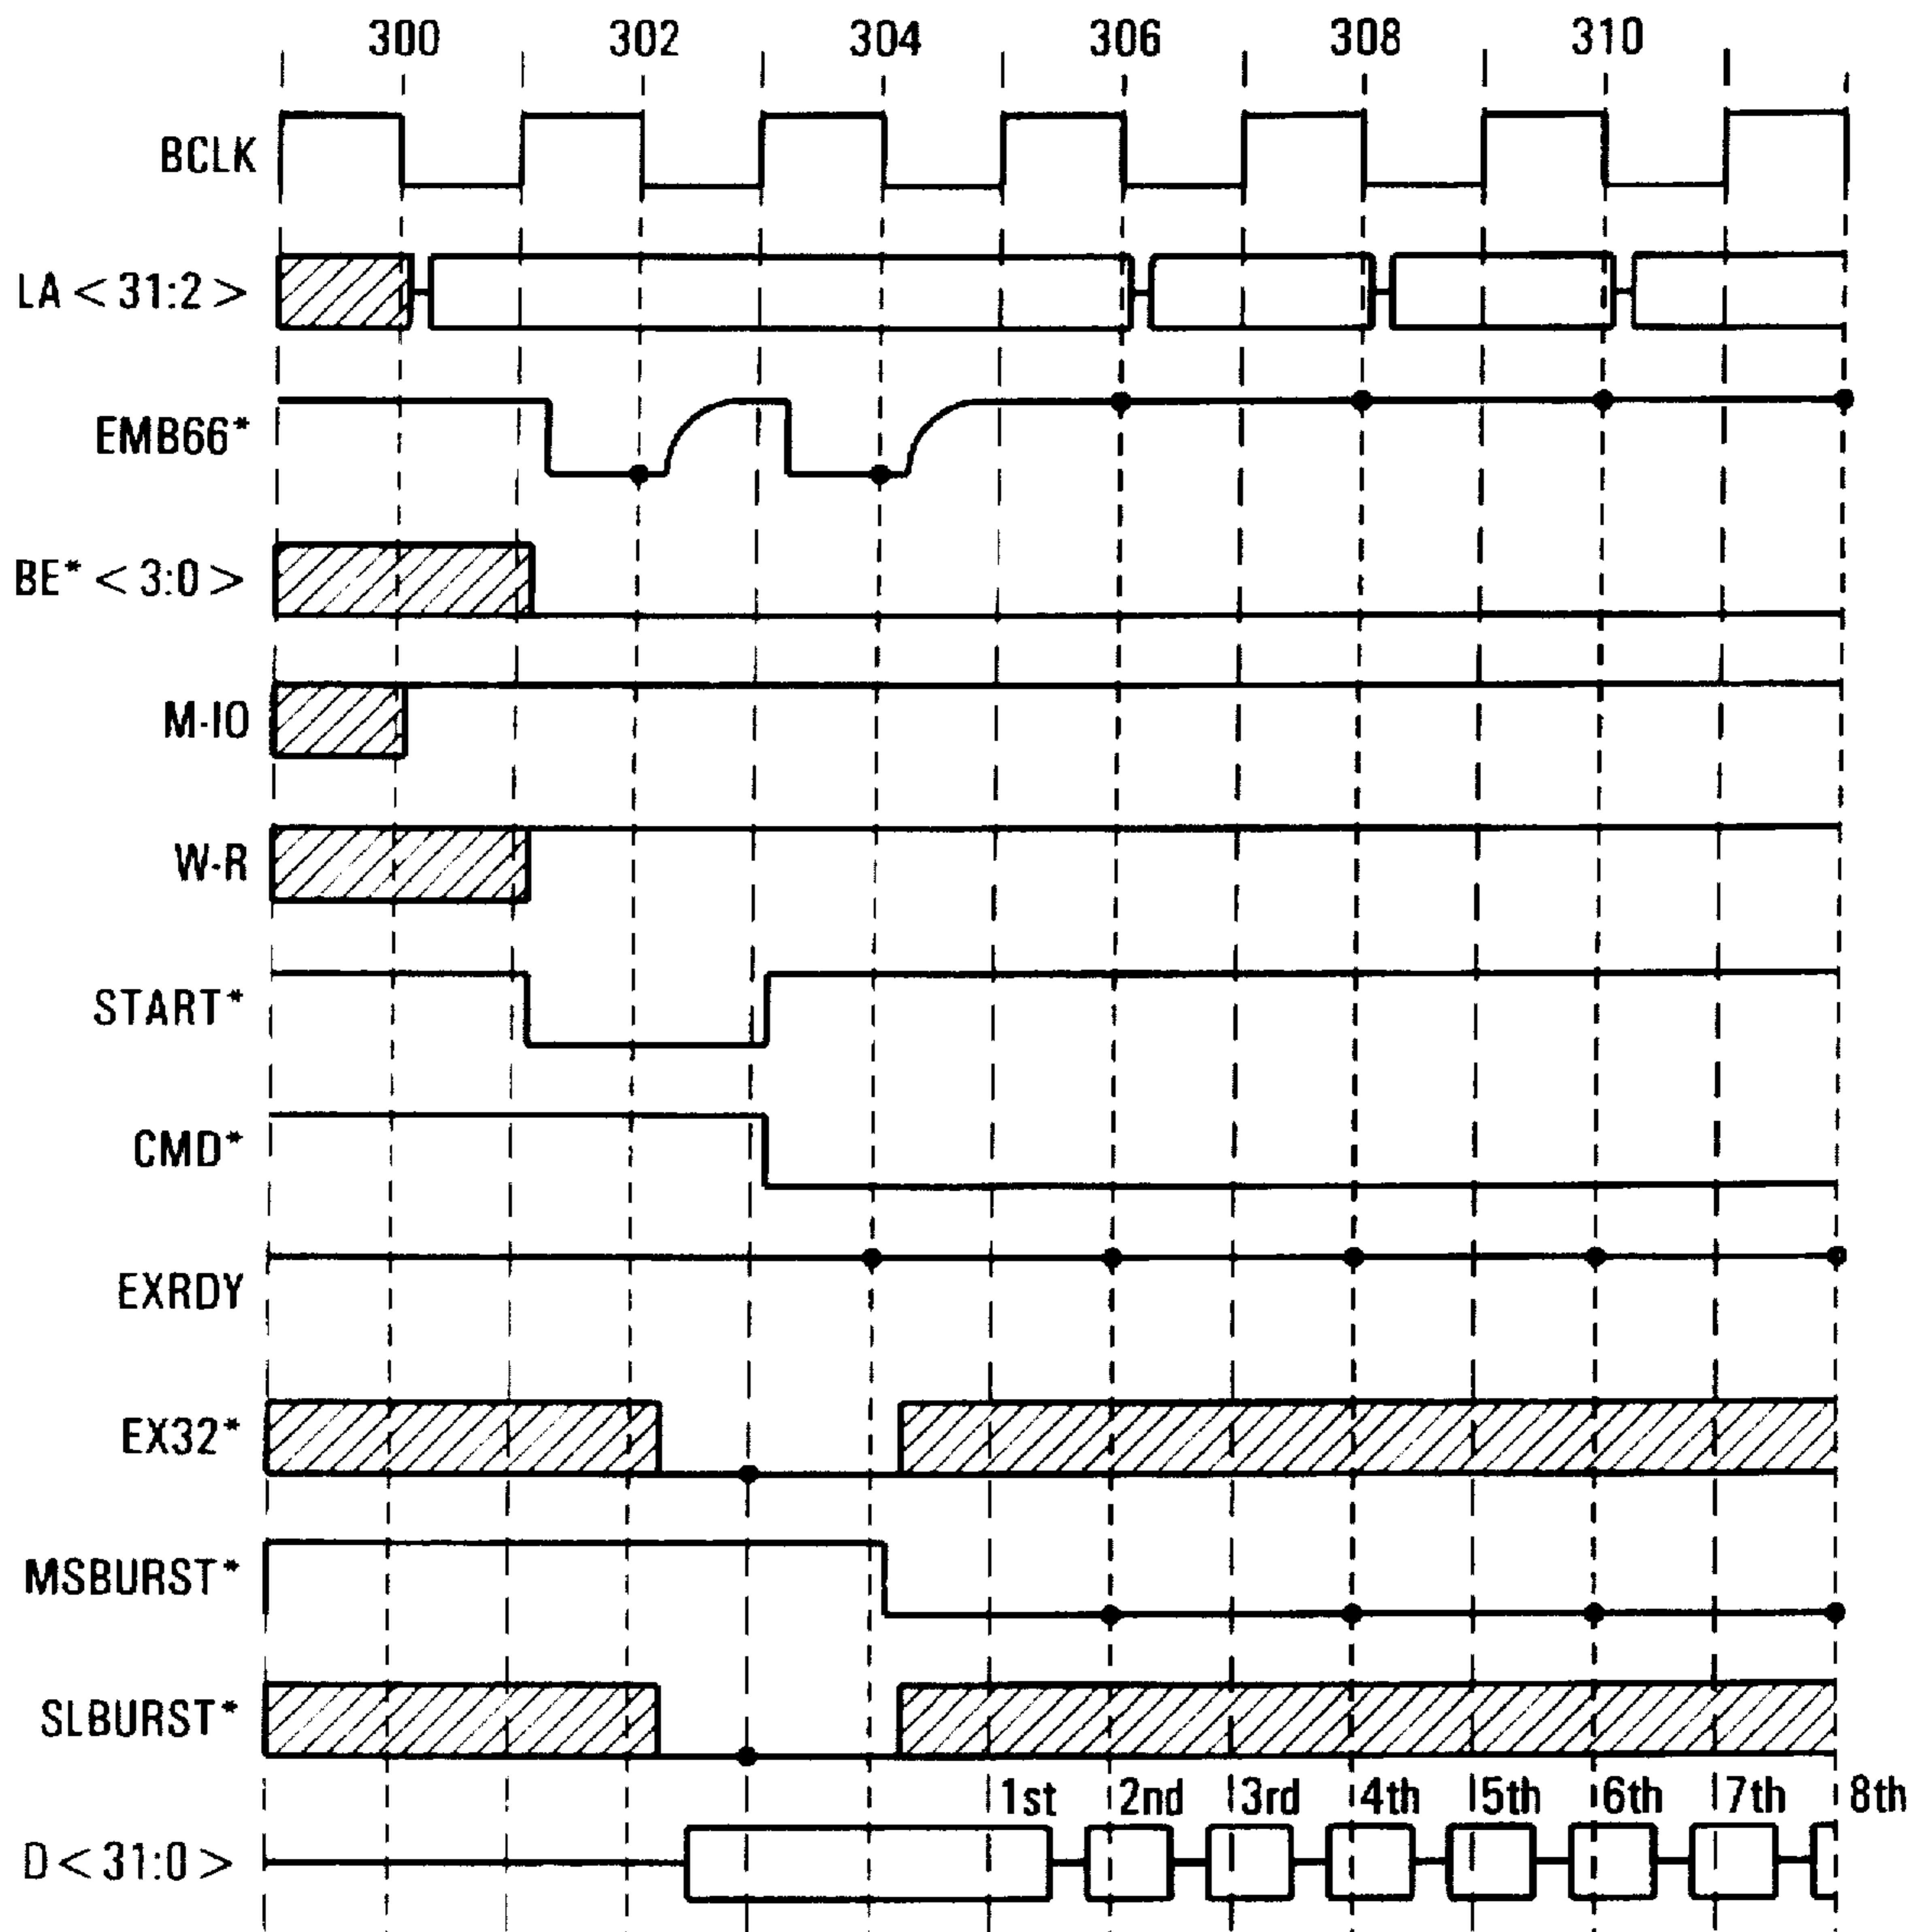 300 302 304 306 308 310
BCLK
LA < 31:2 >
EMB66*
BE* < 3:0 >
M-IO
W-R
START*
CMD*
EXRDY
EX32*
MSBURST*
SLBURST*
1st 2nd 3rd 4th 5th 6th 7th 8th
D < 31:0 >